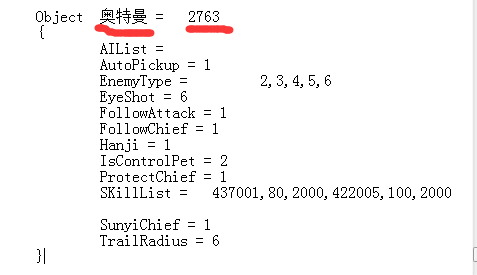 Object 奥特曼 = 2763
{
AIList =
AutoPickup = 1
EnemyType = 2,3,4,5,6
EyeShot = 6
FollowAttack = 1
FollowChief = 1
Hanji = 1
IsControlPet = 2
ProtectChief = 1
SKillList = 437001,80,2000,422005,100,2000
SunyiChief = 1
TrailRadius = 6
}